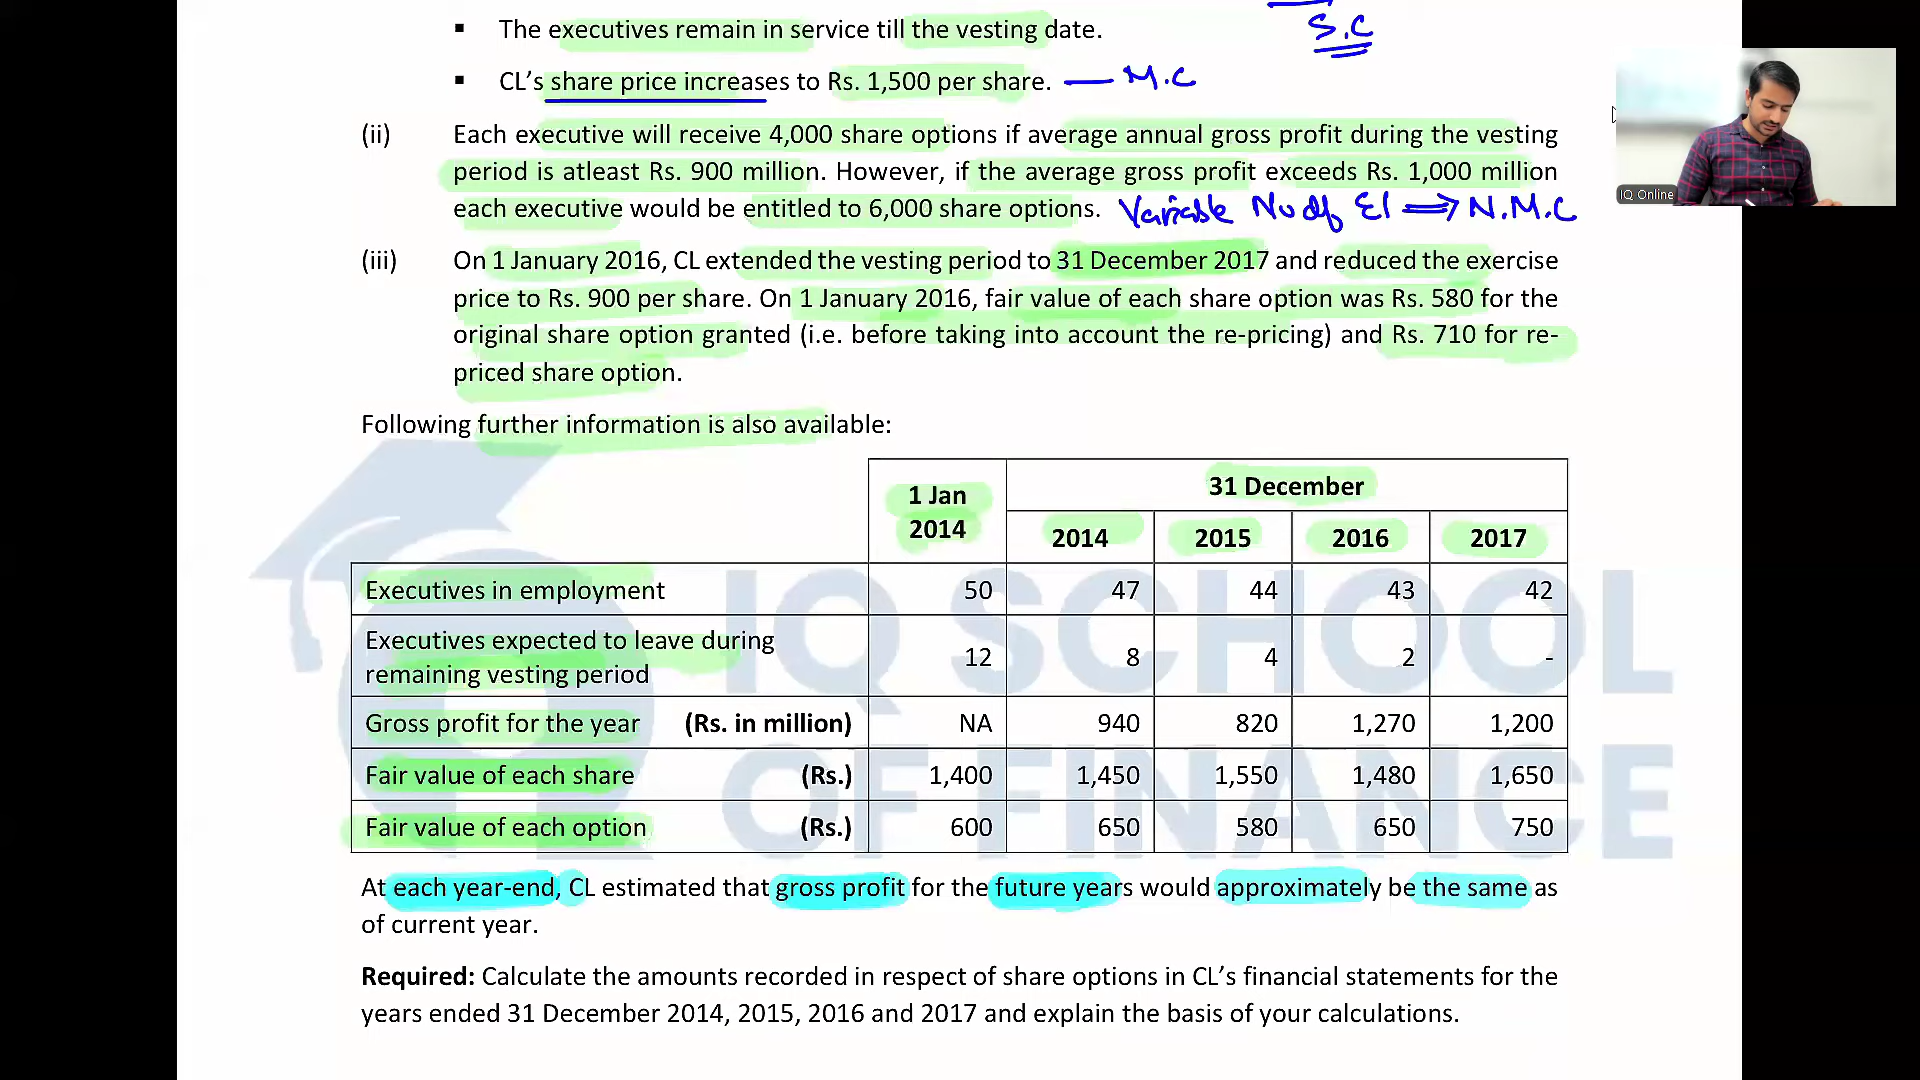 ▪ The executives remain in service till the vesting date.
S.C
▪ CL’s share price increases to Rs. 1,500 per share. — M.C
(ii) Each executive will receive 4,000 share options if average annual gross profit during the vesting
period is atleast Rs. 900 million. However, if the average gross profit exceeds Rs. 1,000 million
each executive would be entitled to 6,000 share options. Variable No of EI ⟹ N.M.C
(iii) On 1 January 2016, CL extended the vesting period to 31 December 2017 and reduced the exercise
price to Rs. 900 per share. On 1 January 2016, fair value of each share option was Rs. 580 for the
original share option granted (i.e. before taking into account the re-pricing) and Rs. 710 for re-
priced share option.
Following further information is also available:
1 Jan 2014 31 December
2014 2015 2016 2017
Executives in employment 50 47 44 43 42
Executives expected to leave during
remaining vesting period 12 8 4 2 -
Gross profit for the year (Rs. in million) NA 940 820 1,270 1,200
Fair value of each share (Rs.) 1,400 1,450 1,550 1,480 1,650
Fair value of each option (Rs.) 600 650 580 650 750
At each year-end, CL estimated that gross profit for the future years would approximately be the same as
of current year.
Required: Calculate the amounts recorded in respect of share options in CL’s financial statements for the
years ended 31 December 2014, 2015, 2016 and 2017 and explain the basis of your calculations.
IQ SCHOOL
OF FINANCE
IQ Online